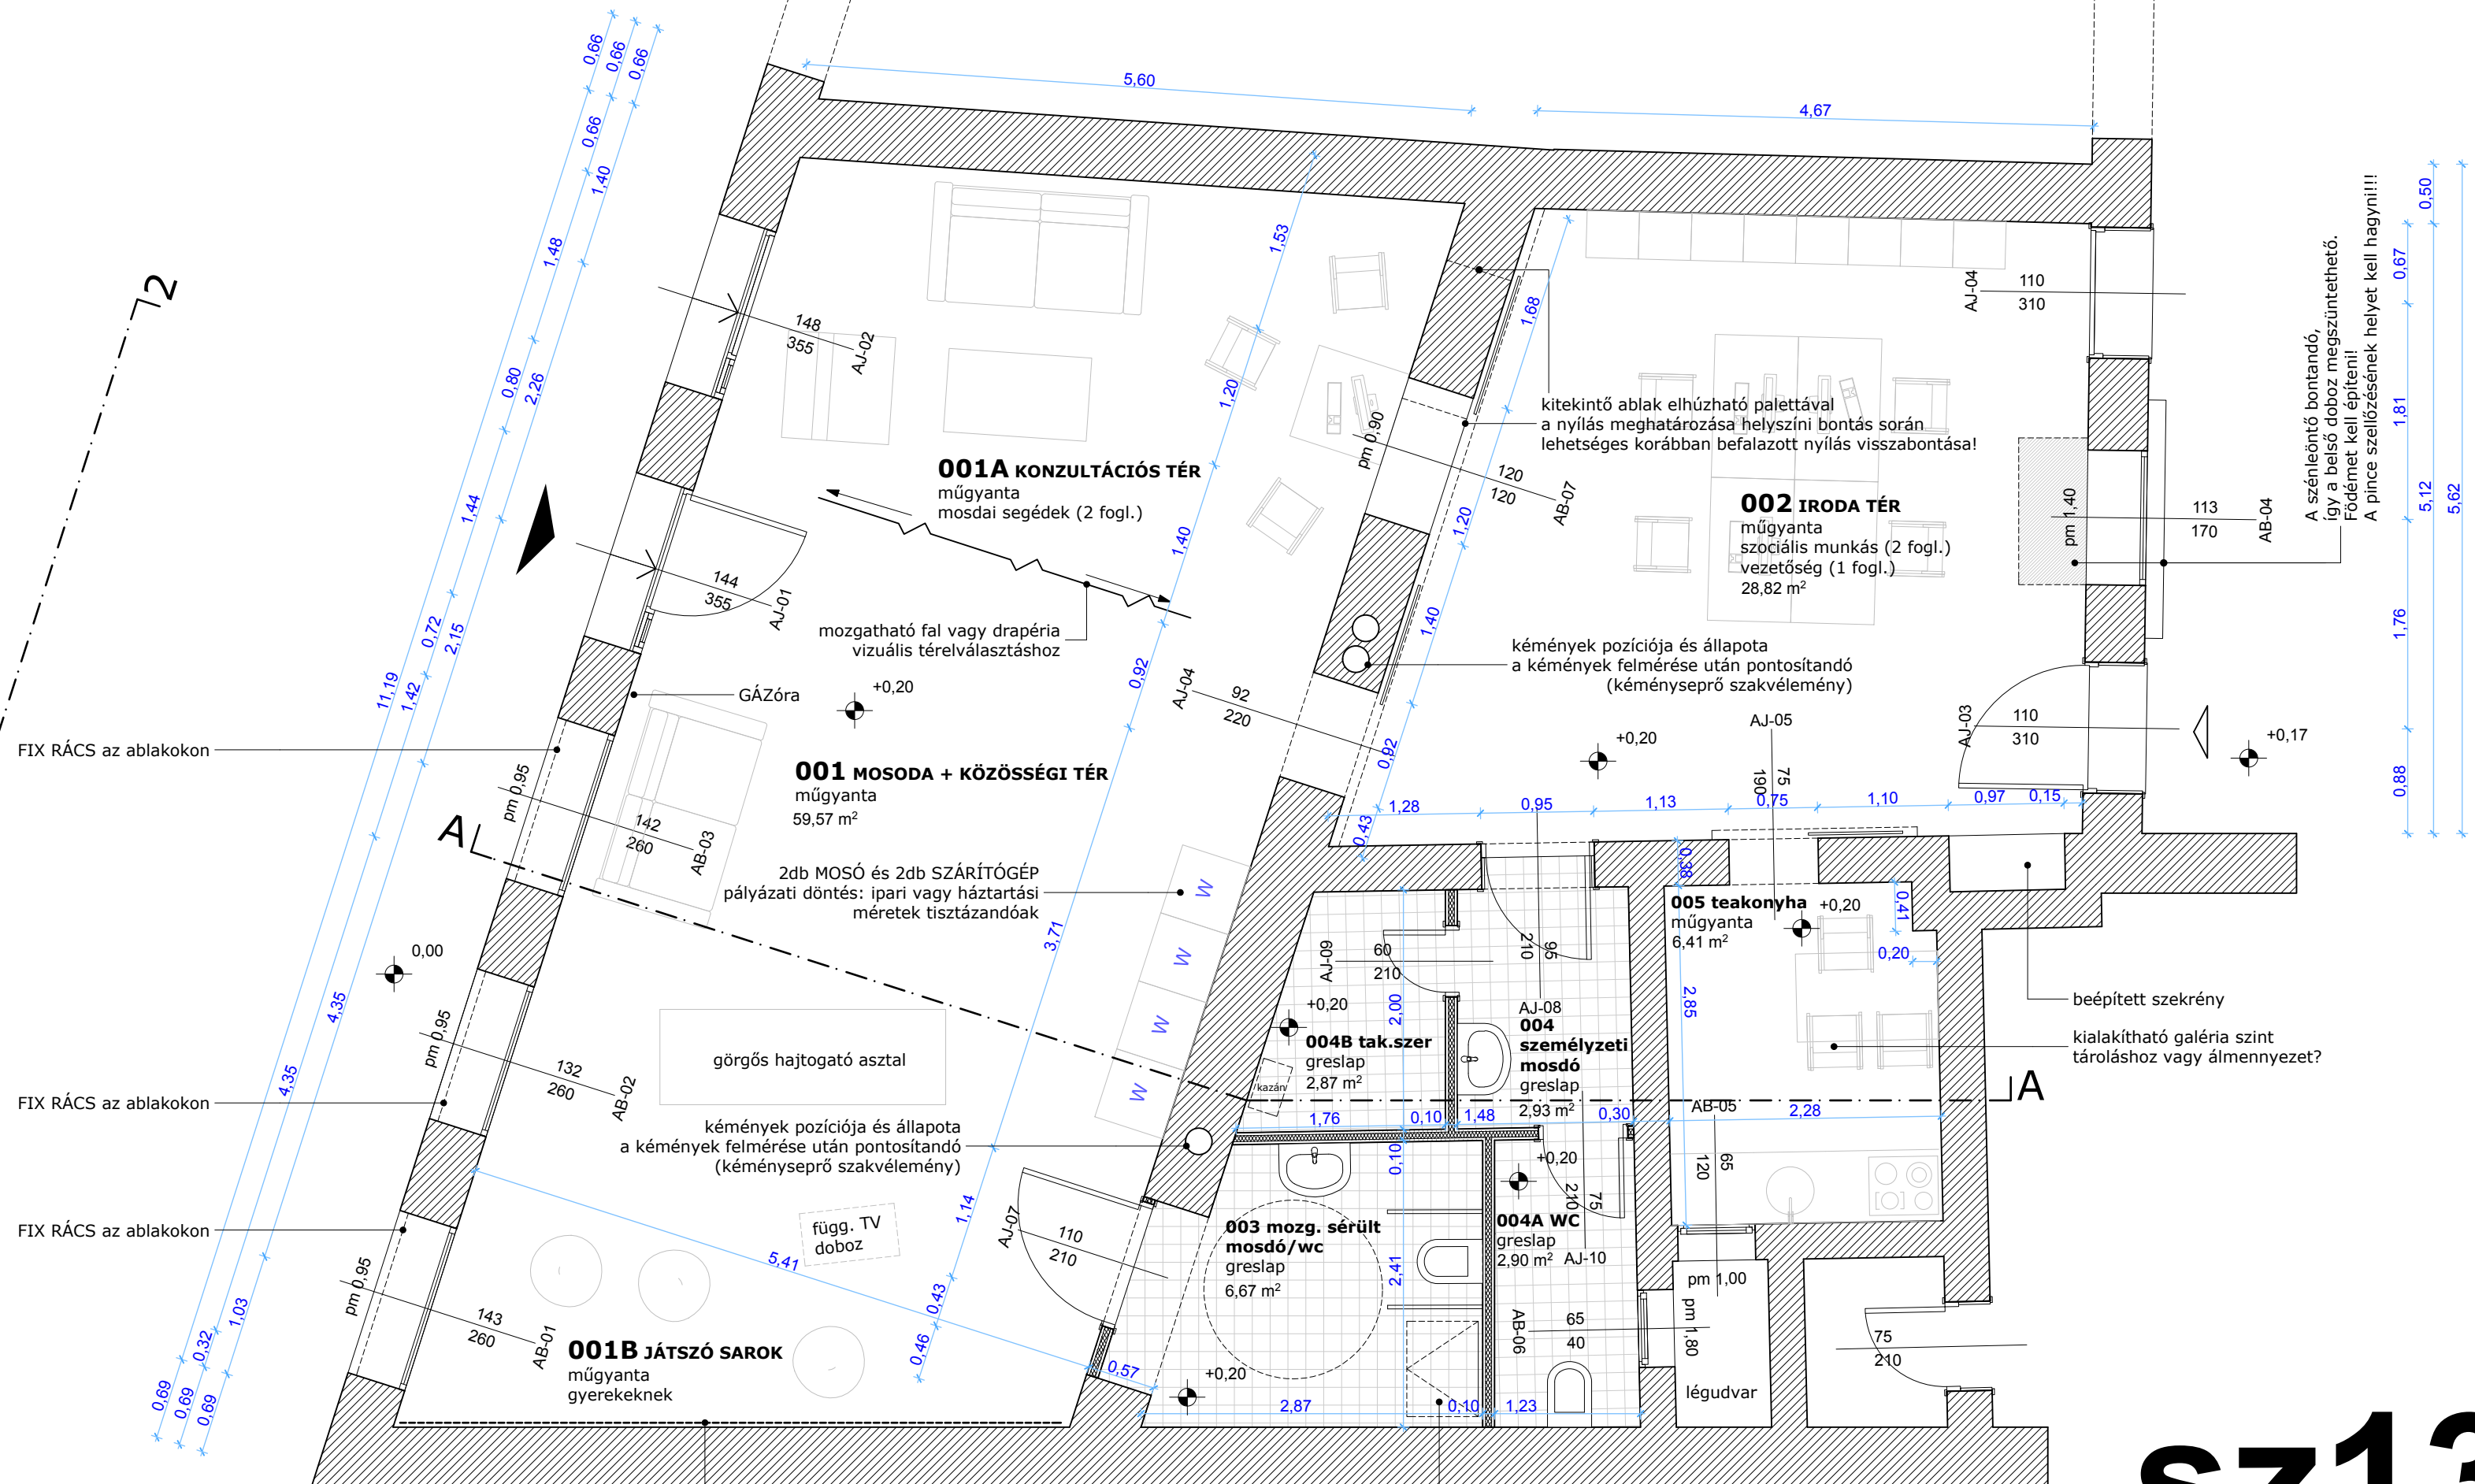 0,66
0,66
0,66
5,60
4,67
0,66
1,40
1,48
0,80
2,26
1,44
0,72
2,15
11,19
1,42
4,35
4,35
0,32
1,03
0,69
0,69
0,69
2
148
355
AJ-02
144
355
AJ-01
1,53
1,20
1,40
0,92
3,71
1,14
0,43
0,46
001A KONZULTÁCIÓS TÉR
műgyanta
mosdai segédek (2 fogl.)
mozgatható fal vagy drapéria
vizuális térelválasztáshoz
GÁZóra
+0,20
FIX RÁCS az ablakokon
pm 0,95
142
260
AB-03
A
001 MOSODA + KÖZÖSSÉGI TÉR
műgyanta
59,57 m²
2db MOSÓ és 2db SZÁRÍTÓGÉP
pályázati döntés: ipari vagy háztartási
méretek tisztázandóak
W
W
W
W
0,00
görgős hajtogató asztal
pm 0,95
132
260
AB-02
FIX RÁCS az ablakokon
kémények pozíciója és állapota
a kémények felmérése után pontosítandó
(kéményseprő szakvélemény)
FIX RÁCS az ablakokon
függ. TV
doboz
5,41
pm 0,95
143
260
AB-01
001B JÁTSZÓ SAROK
műgyanta
gyerekeknek
AJ-07
110
210
0,57
1,68
1,20
1,40
0,92
0,43
pm 0,90
120
120
AB-07
AJ-04
92
220
kitekintő ablak elhúzható palettával
a nyílás meghatározása helyszíni bontás során
lehetséges korábban befalazott nyílás visszabontása!
002 IRODA TÉR
műgyanta
szociális munkás (2 fogl.)
vezetőség (1 fogl.)
28,82 m²
kémények pozíciója és állapota
a kémények felmérése után pontosítandó
(kéményseprő szakvélemény)
+0,20
AJ-04
110
310
pm 1,40
113
170
AB-04
A szénleöntő bontandó,
így a belső doboz megszüntethető.
Födémet kell építeni!
A pince szellőzésének helyet kell hagyni!!!
0,50
0,67
1,81
5,12
5,62
1,76
0,88
AJ-03
110
310
+0,17
AJ-05
75
190
1,28
0,95
1,13
0,75
1,10
0,97
0,15
0,38
005 teakonyha
műgyanta
6,41 m²
+0,20
0,41
0,20
2,85
beépített szekrény
kialakítható galéria szint
tároláshoz vagy álmennyezet?
A
AJ-09
60
210
95
210
AJ-08
+0,20
2,00
004B tak.szer
greslap
2,87 m²
kazán
004
személyzeti
mosdó
greslap
2,93 m²
1,76
0,10
1,48
0,30
2,28
AB-05
65
120
0,10
+0,20
75
210
AJ-10
003 mozg. sérült
mosdó/wc
greslap
6,67 m²
2,41
004A WC
greslap
2,90 m²
pm 1,00
pm 1,80
AB-06
65
40
légudvar
75
210
+0,20
2,87
0,10
1,23